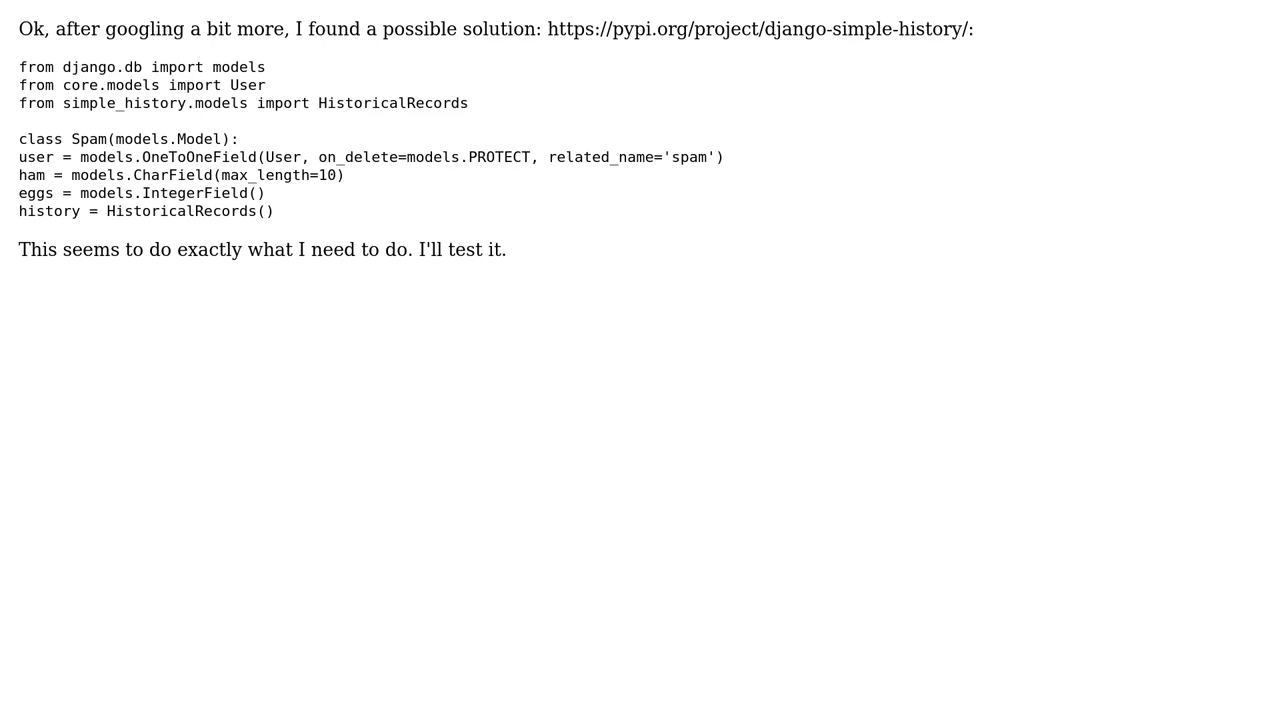 Ok, after googling a bit more, I found a possible solution: https://pypi.org/project/django-simple-history/:
from django.db import models
from core.models import User
from simple_history.models import HistoricalRecords
class Spam(models.Model):
user = models.OneToOneField(User, on_delete=models.PROTECT, related_name='spam')
ham = models.CharField(max_length=10)
eggs = models.IntegerField()
history = HistoricalRecords()
This seems to do exactly what I need to do. I'll test it.